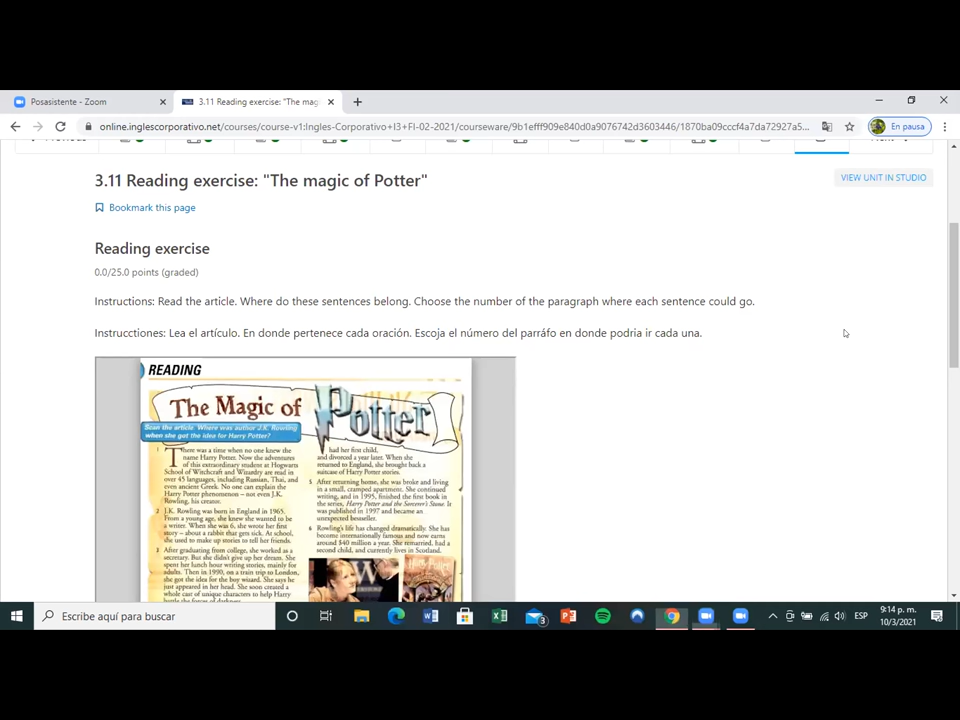 Posasistente - Zoom
3.11 Reading exercise: "The mag
online.inglescorporativo.net/courses/course-v1:Ingles-Corporativo+I3+FI-02-2021/courseware/9b1efff909e840d0a9076742d3603446/1870ba09cccf4a7da72927a5...
En pausa
3.11 Reading exercise: "The magic of Potter"
VIEW UNIT IN STUDIO
Bookmark this page
Reading exercise
0.0/25.0 points (graded)
Instructions: Read the article. Where do these sentences belong. Choose the number of the paragraph where each sentence could go.
Instrucctiones: Lea el artículo. En donde pertenece cada oración. Escoja el número del parráfo en donde podria ir cada una.
READING
The Magic of Potter
Scan the article. Where was author J.K. Rowling
when she got the idea for Harry Potter?
1 There was a time when no one knew the
name Harry Potter. Now the adventures
of this extraordinary student at Hogwarts
School of Witchcraft and Wizardry are read in
over 45 languages, including Russian, Thai, and
even ancient Greek. No one can explain the
Harry Potter phenomenon – not even J.K.
Rowling, his creator.
2 J.K. Rowling was born in England in 1965.
From a young age, she knew she wanted to be
a writer. When she was 6, she wrote her first
story – about a rabbit that gets sick. At school,
she used to make up stories to tell her friends.
3 After graduating from college, she worked as a
secretary. But she didn't give up her dream. She
spent her lunch hour writing stories, mainly for
adults. Then in 1990, on a train trip to London,
she got the idea for the boy wizard. She says he
just appeared in her head. She soon created a
whole cast of unique characters to help Harry
battle the forces of darkness.
had her first child,
and divorced a year later. When she
returned to England, she brought back a
suitcase of Harry Potter stories.
5 After returning home, she was broke and living
in a small, cramped apartment. She continued
writing, and in 1995, finished the first book in
the series, Harry Potter and the Sorcerer's Stone. It
was published in 1997 and became an
unexpected bestseller.
6 Rowling's life has changed dramatically. She has
become internationally famous and now earns
around $40 million a year. She remarried, had a
second child, and currently lives in Scotland.
Escribe aquí para buscar
3
ESP
9:14 p. m.
10/3/2021